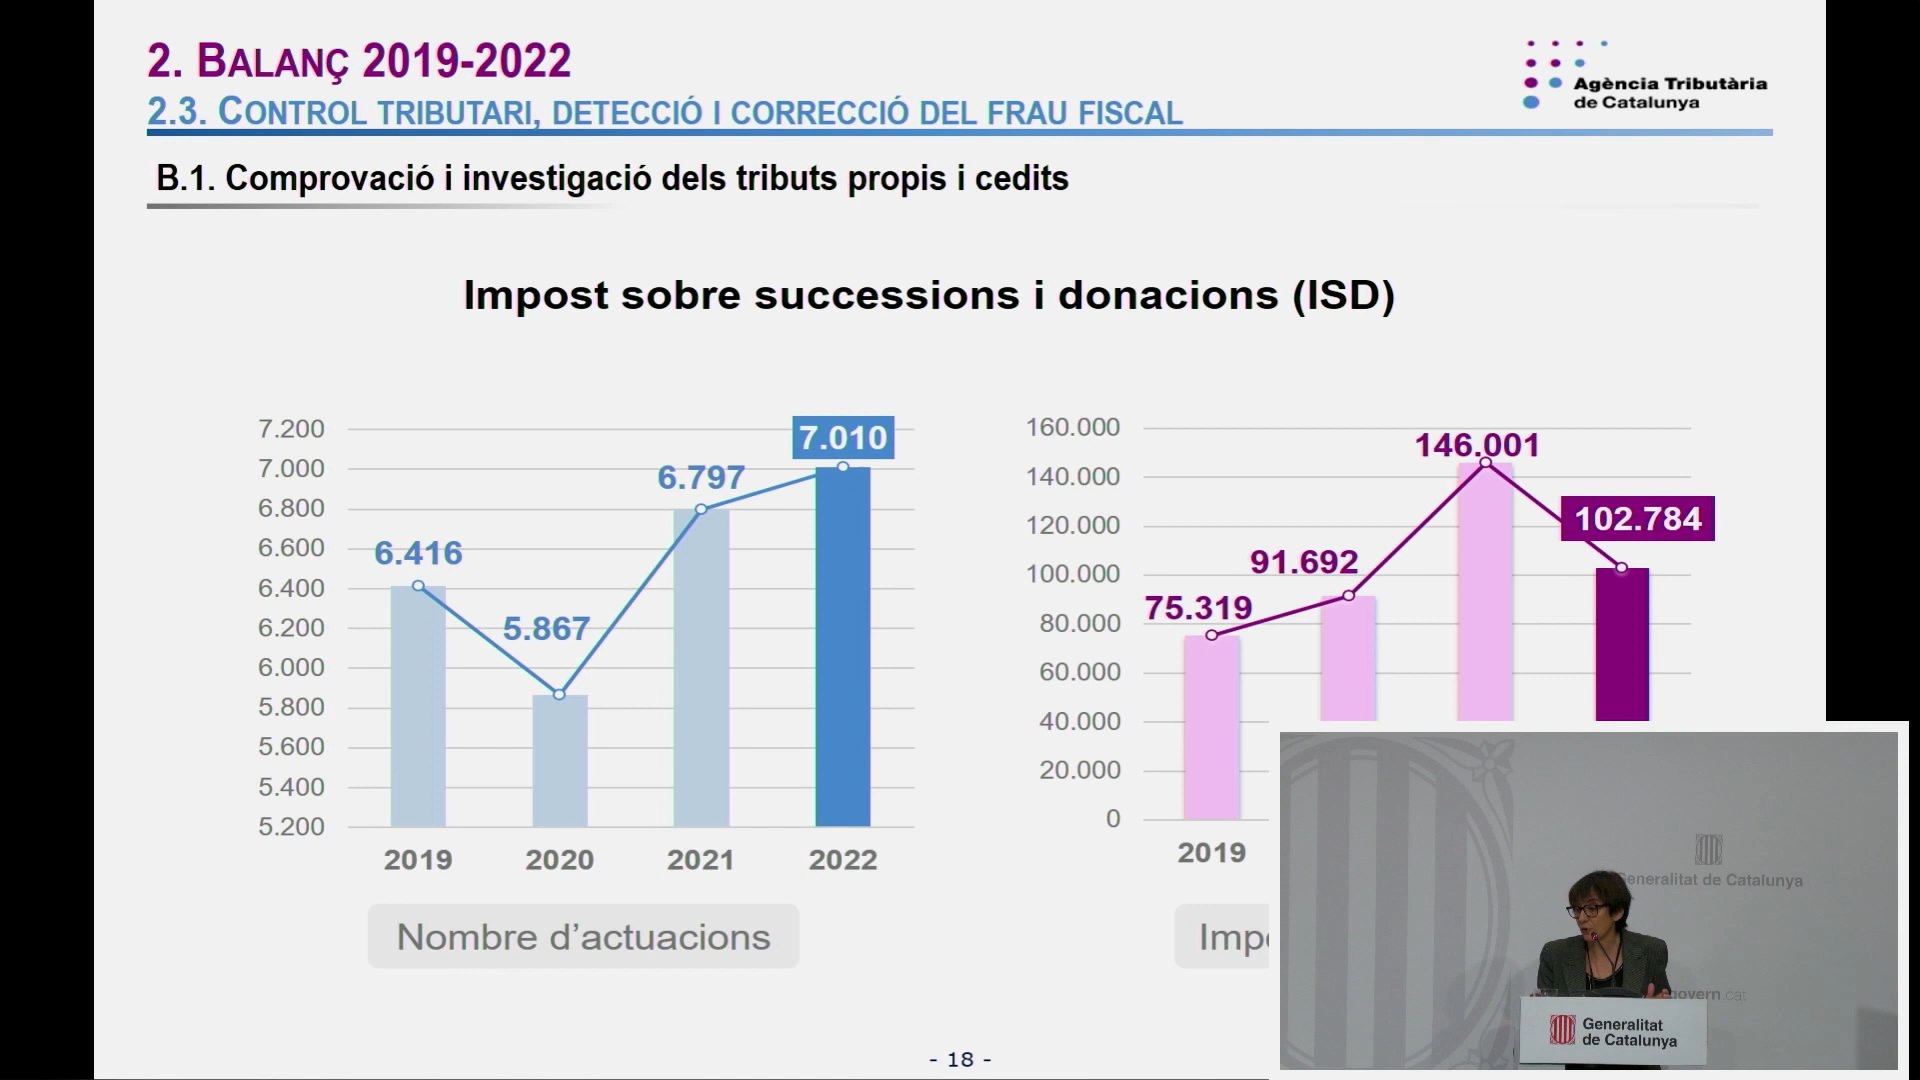 2. BALANÇ 2019-2022
2.3. CONTROL TRIBUTARI, DETECCIÓ I CORRECCIÓ DEL FRAU FISCAL
Agència Tributària
de Catalunya
B.1. Comprovació i investigació dels tributs propis i cedits
Impost sobre successions i donacions (ISD)
7.200
7.000
6.800
6.600
6.400
6.200
6.000
5.800
5.600
5.400
5.200
6.416
5.867
6.797
7.010
2019 2020 2021 2022
Nombre d’actuacions
160.000
140.000
120.000
100.000
80.000
60.000
40.000
20.000
0
75.319
91.692
146.001
102.784
2019
Generalitat de Catalunya
govern.cat
Generalitat
de Catalunya
- 18 -